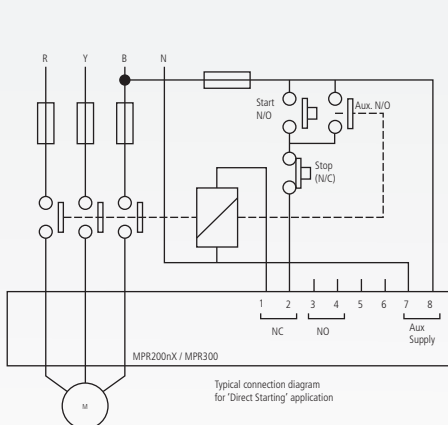 R Y B N
Start
N/O
Aux. N/O
Stop
(N/C)
1 2 3 4 5 6 7 8
NC NO Aux
Supply
MPR200nX / MPR300
Typical connection diagram
for 'Direct Starting' application
M